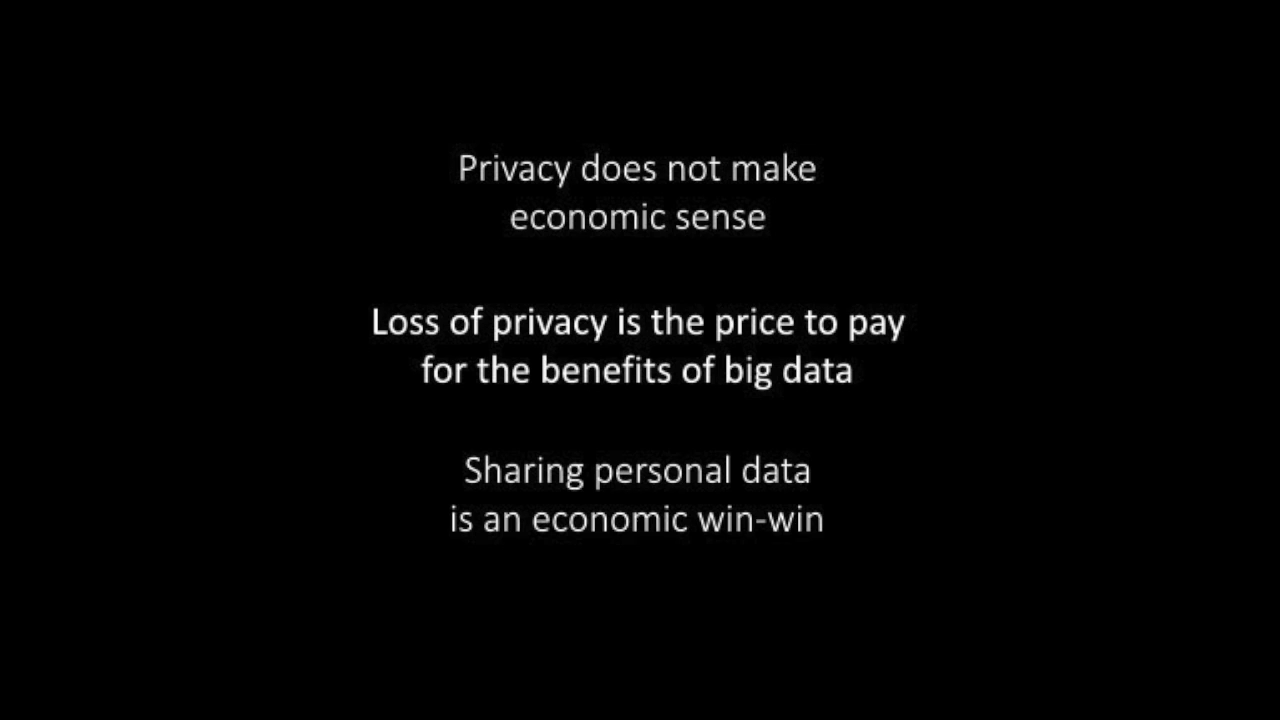 Privacy does not make
economic sense
Loss of privacy is the price to pay
for the benefits of big data
Sharing personal data
is an economic win-win